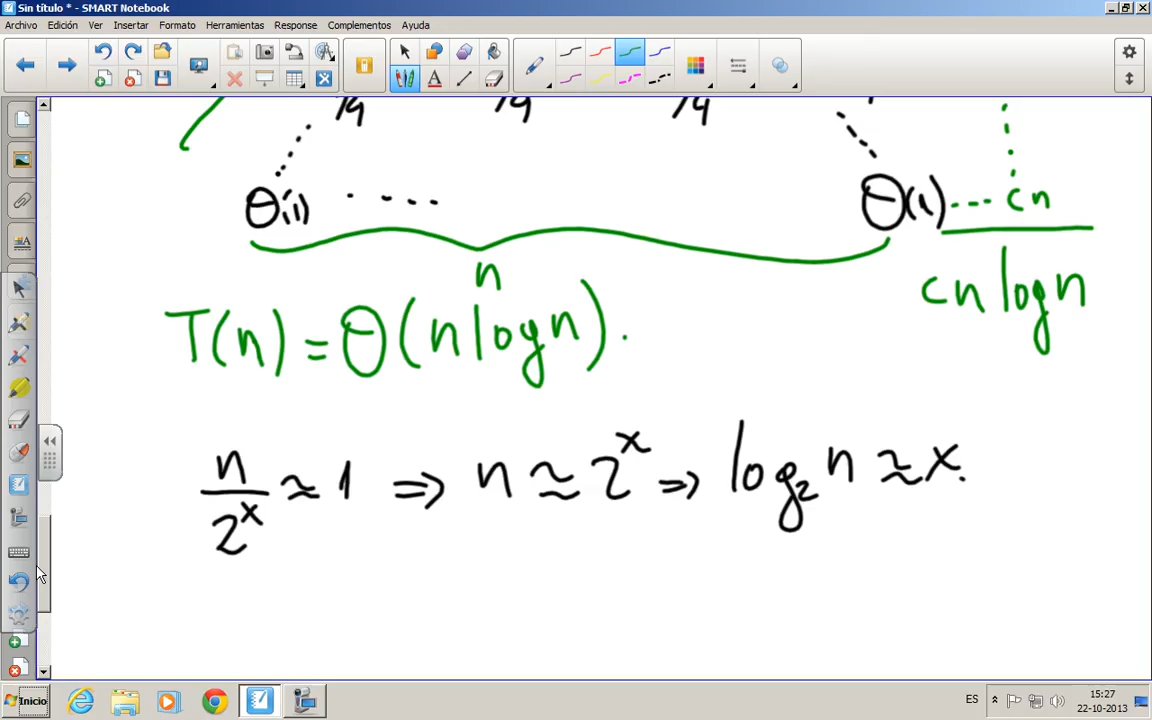 Sin título * - SMART Notebook
Archivo Edición Ver Insertar Formato Herramientas Response Complementos Ayuda
/4 /4 /4
Θ(1) ···· Θ(1) ---- cn
n
cn log n
T(n) = Θ(n log n).
n/2^x ≈ 1 ⇒ n ≈ 2^x ⇒ log₂ n ≈ x.
Inicio
ES
15:27
22-10-2013